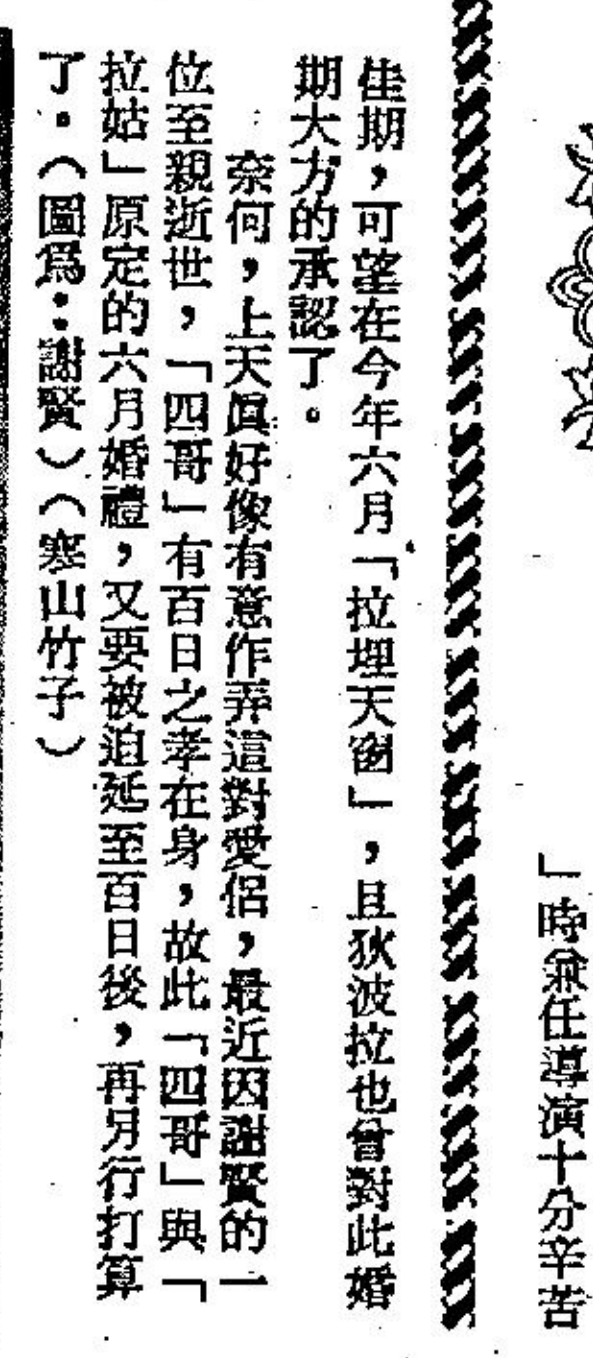 」時兼任導演十分辛苦
佳期，可望在今年六月「拉埋天窗」，且狄波拉也曾對此婚
期大方的承認了。
奈何，上天眞好像有意作弄這對愛侶，最近因謝賢的一
位至親逝世，「四哥」有百日之孝在身，故此「四哥」與「
拉姑」原定的六月婚禮，又要被迫延至百日後，再另行打算
了。（圖爲：謝賢）（寒山竹子）